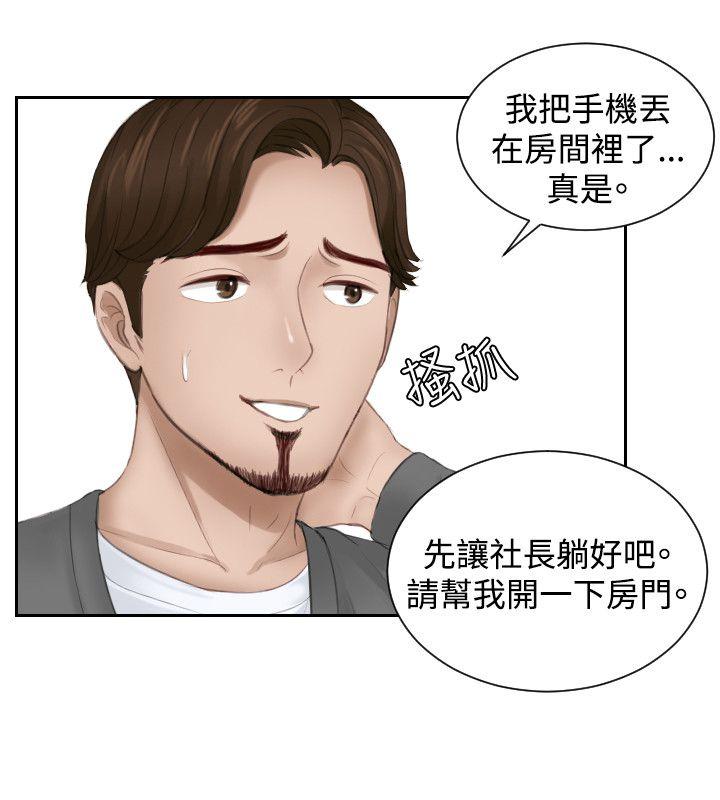 我把手機丟
在房間裡了…
真是。
搔抓
先讓社長躺好吧。
請幫我開一下房門。